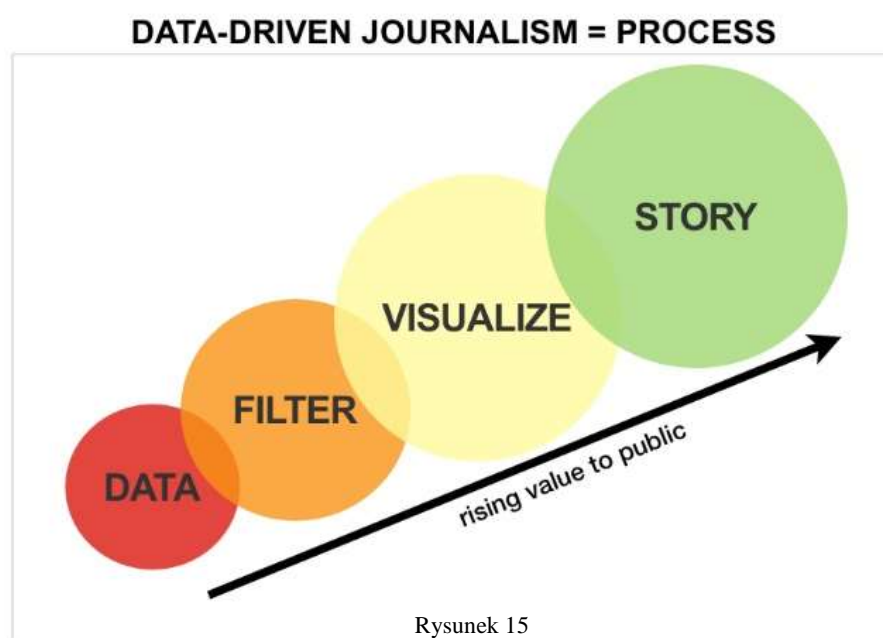 DATA-DRIVEN JOURNALISM = PROCESS
STORY
VISUALIZE
FILTER
DATA
rising value to public
Rysunek 15